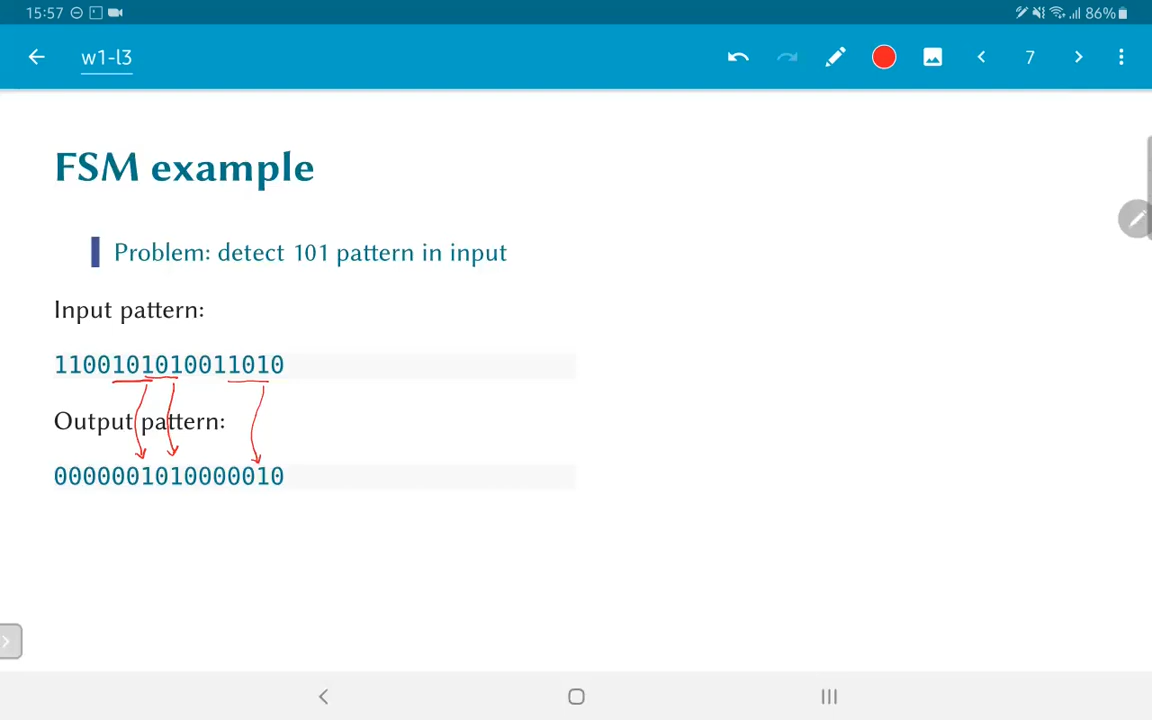 15:57
86%
w1-l3
7
FSM example
Problem: detect 101 pattern in input
Input pattern:
1100101010011010
Output pattern:
0000001010000010